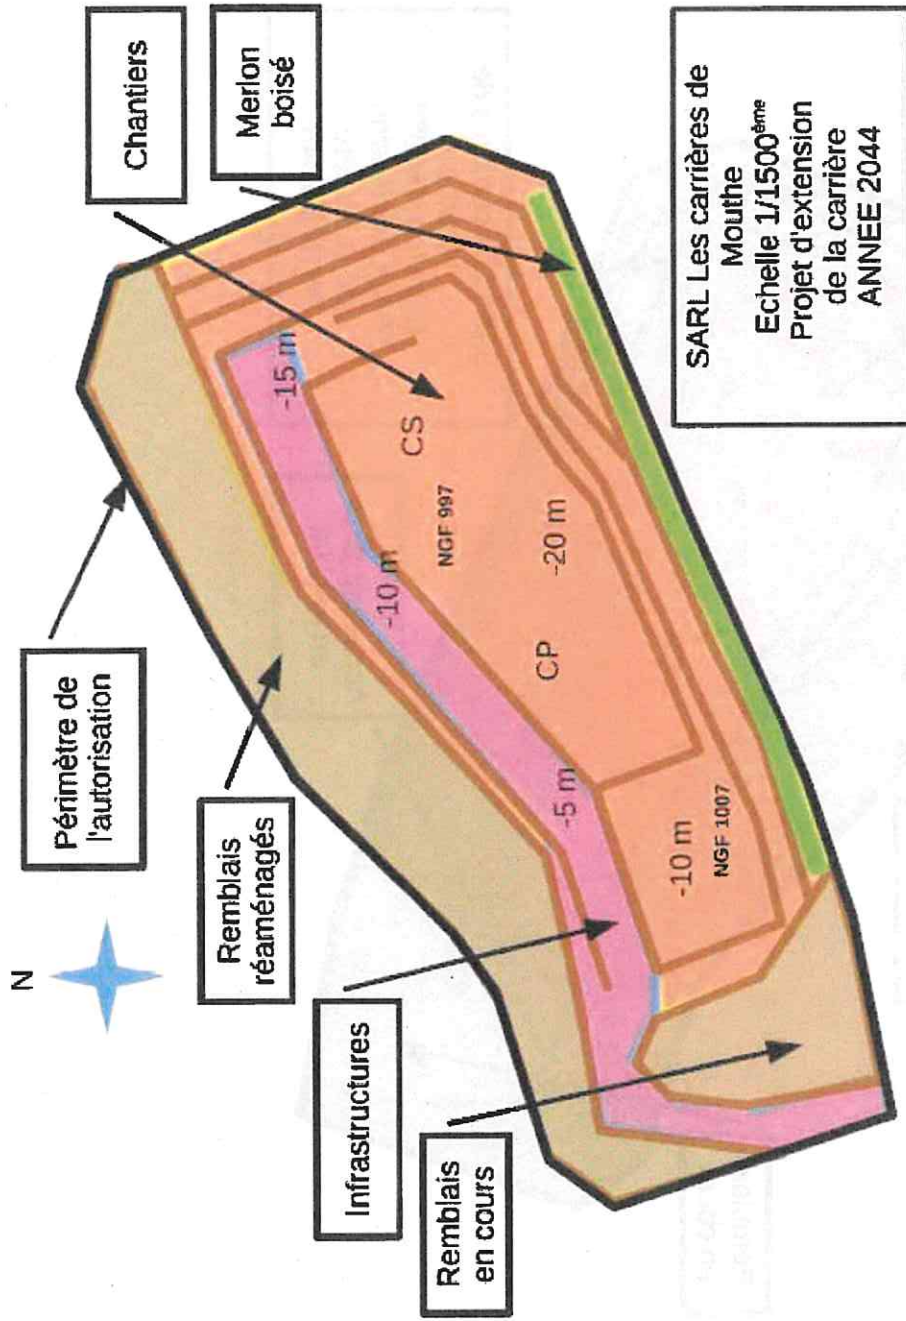 N
Périmètre de
l'autorisation
Remblais
réaménagés
Infrastructures
Remblais
en cours
Chantiers
Merlon
boisé
-15 m
CS
NGF 997
-10 m
-20 m
CP
-5 m
-10 m
NGF 1007
SARL Les carrières de
Mouthe
Echelle 1/1500ème
Projet d'extension
de la carrière
ANNEE 2044